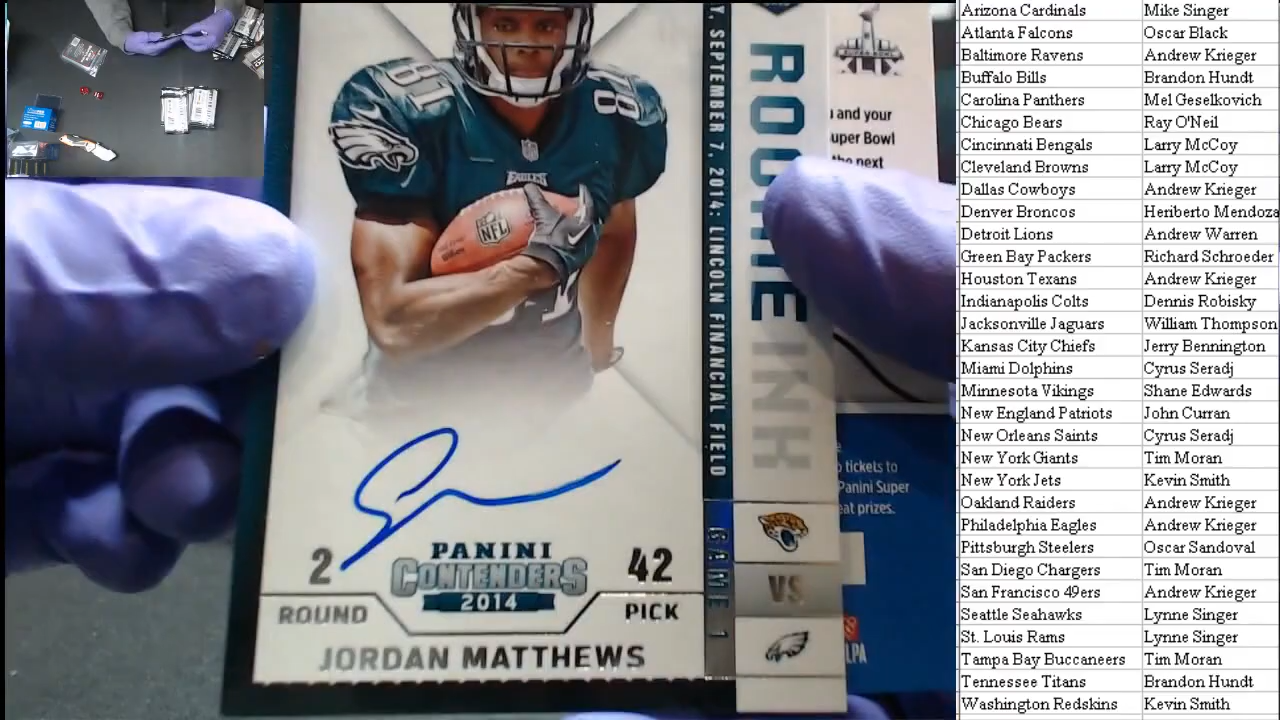 81
81
NFL
EAGLES
Y, SEPTEMBER 7, 2014: LINCOLN FINANCIAL FIELD
GAME 1
ROOKIE INK
VS
SUPER BOWL
XLIX
and your
uper Bowl
the next
tickets to
Panini Super
eat prizes.
LPA
2 PANINI 42
CONTENDERS
ROUND 2014 PICK
JORDAN MATTHEWS
Arizona Cardinals Mike Singer
Atlanta Falcons Oscar Black
Baltimore Ravens Andrew Krieger
Buffalo Bills Brandon Hundt
Carolina Panthers Mel Geselkovich
Chicago Bears Ray O'Neil
Cincinnati Bengals Larry McCoy
Cleveland Browns Larry McCoy
Dallas Cowboys Andrew Krieger
Denver Broncos Heriberto Mendoza
Detroit Lions Andrew Warren
Green Bay Packers Richard Schroeder
Houston Texans Andrew Krieger
Indianapolis Colts Dennis Robisky
Jacksonville Jaguars William Thompson
Kansas City Chiefs Jerry Bennington
Miami Dolphins Cyrus Seradj
Minnesota Vikings Shane Edwards
New England Patriots John Curran
New Orleans Saints Cyrus Seradj
New York Giants Tim Moran
New York Jets Kevin Smith
Oakland Raiders Andrew Krieger
Philadelphia Eagles Andrew Krieger
Pittsburgh Steelers Oscar Sandoval
San Diego Chargers Tim Moran
San Francisco 49ers Andrew Krieger
Seattle Seahawks Lynne Singer
St. Louis Rams Lynne Singer
Tampa Bay Buccaneers Tim Moran
Tennessee Titans Brandon Hundt
Washington Redskins Kevin Smith